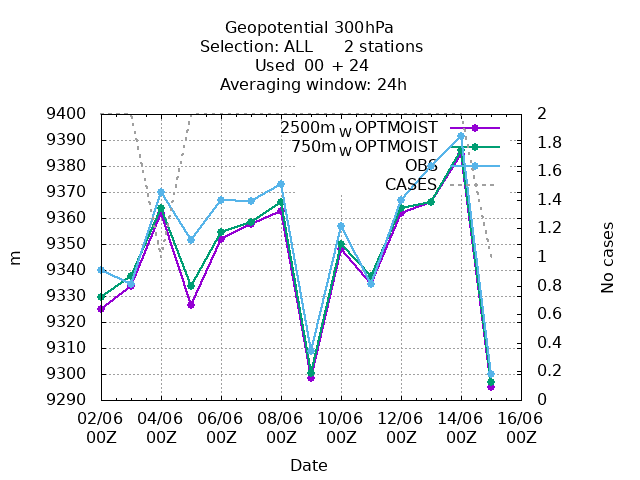 Geopotential 300hPa
Selection: ALL      2 stations
Used  00 + 24
Averaging window: 24h
2500m W OPTMOIST
750m W OPTMOIST
OBS
CASES
9400
9390
9380
9370
9360
9350
9340
9330
9320
9310
9300
9290
m
2
1.8
1.6
1.4
1.2
1
0.8
0.6
0.4
0.2
0
No cases
02/06 04/06 06/06 08/06 10/06 12/06 14/06 16/06
00Z 00Z 00Z 00Z 00Z 00Z 00Z 00Z
Date